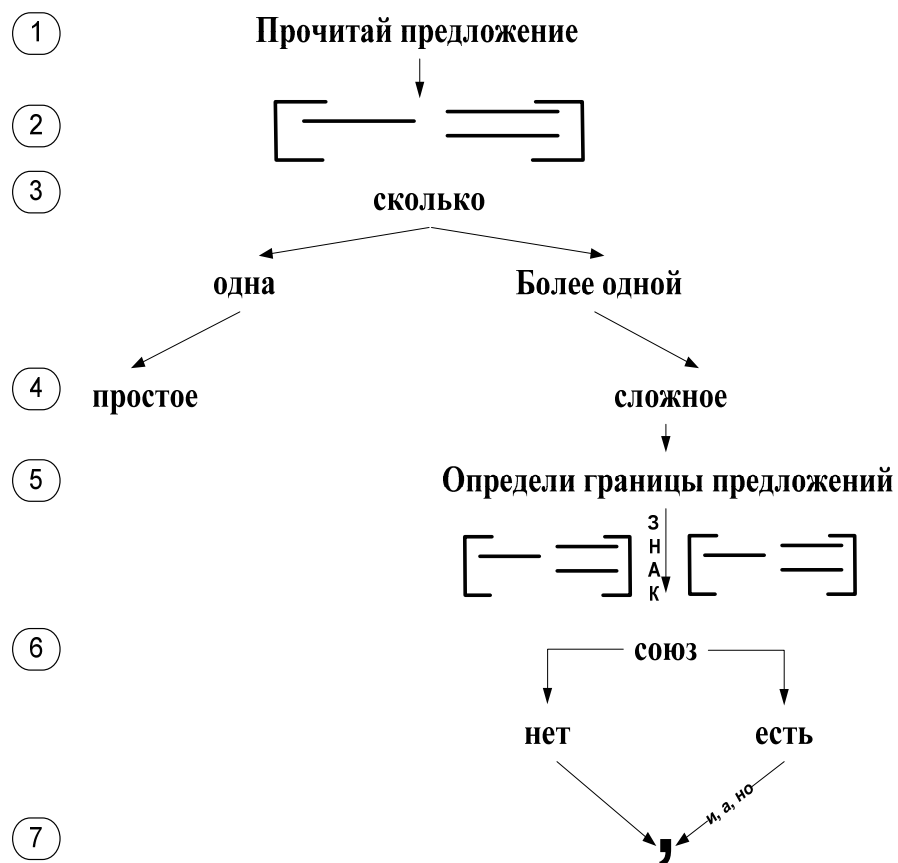 1 Прочитай предложение
2
3 сколько
одна Более одной
4 простое сложное
5 Определи границы предложений
ЗНАК
6 союз
нет есть
и, а, но
7 ,